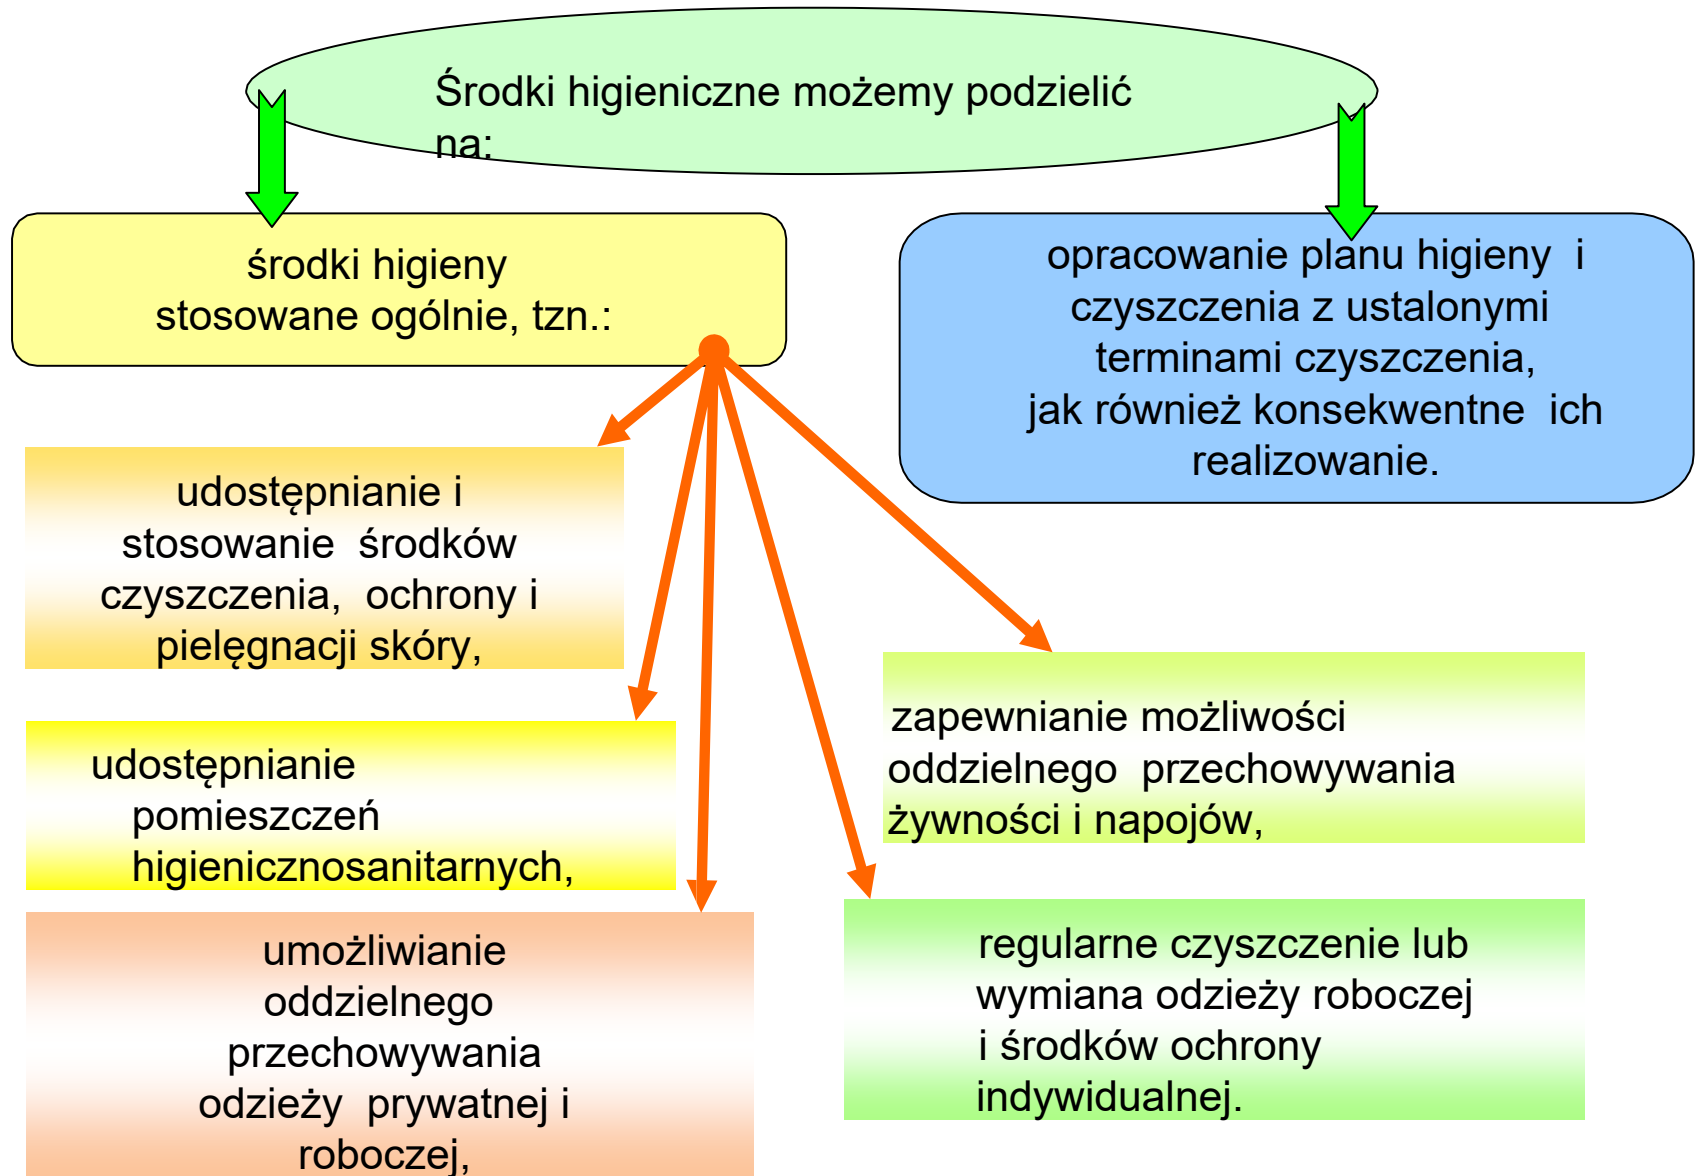 Środki higieniczne możemy podzielić
na:
środki higieny
stosowane ogólnie, tzn.:
opracowanie planu higieny i
czyszczenia z ustalonymi
terminami czyszczenia,
jak również konsekwentne ich
realizowanie.
udostępnianie i
stosowanie środków
czyszczenia, ochrony i
pielęgnacji skóry,
udostępnianie
pomieszczeń
higienicznosanitarnych,
umożliwianie
oddzielnego
przechowywania
odzieży prywatnej i
roboczej,
zapewnianie możliwości
oddzielnego przechowywania
żywności i napojów,
regularne czyszczenie lub
wymiana odzieży roboczej
i środków ochrony
indywidualnej.